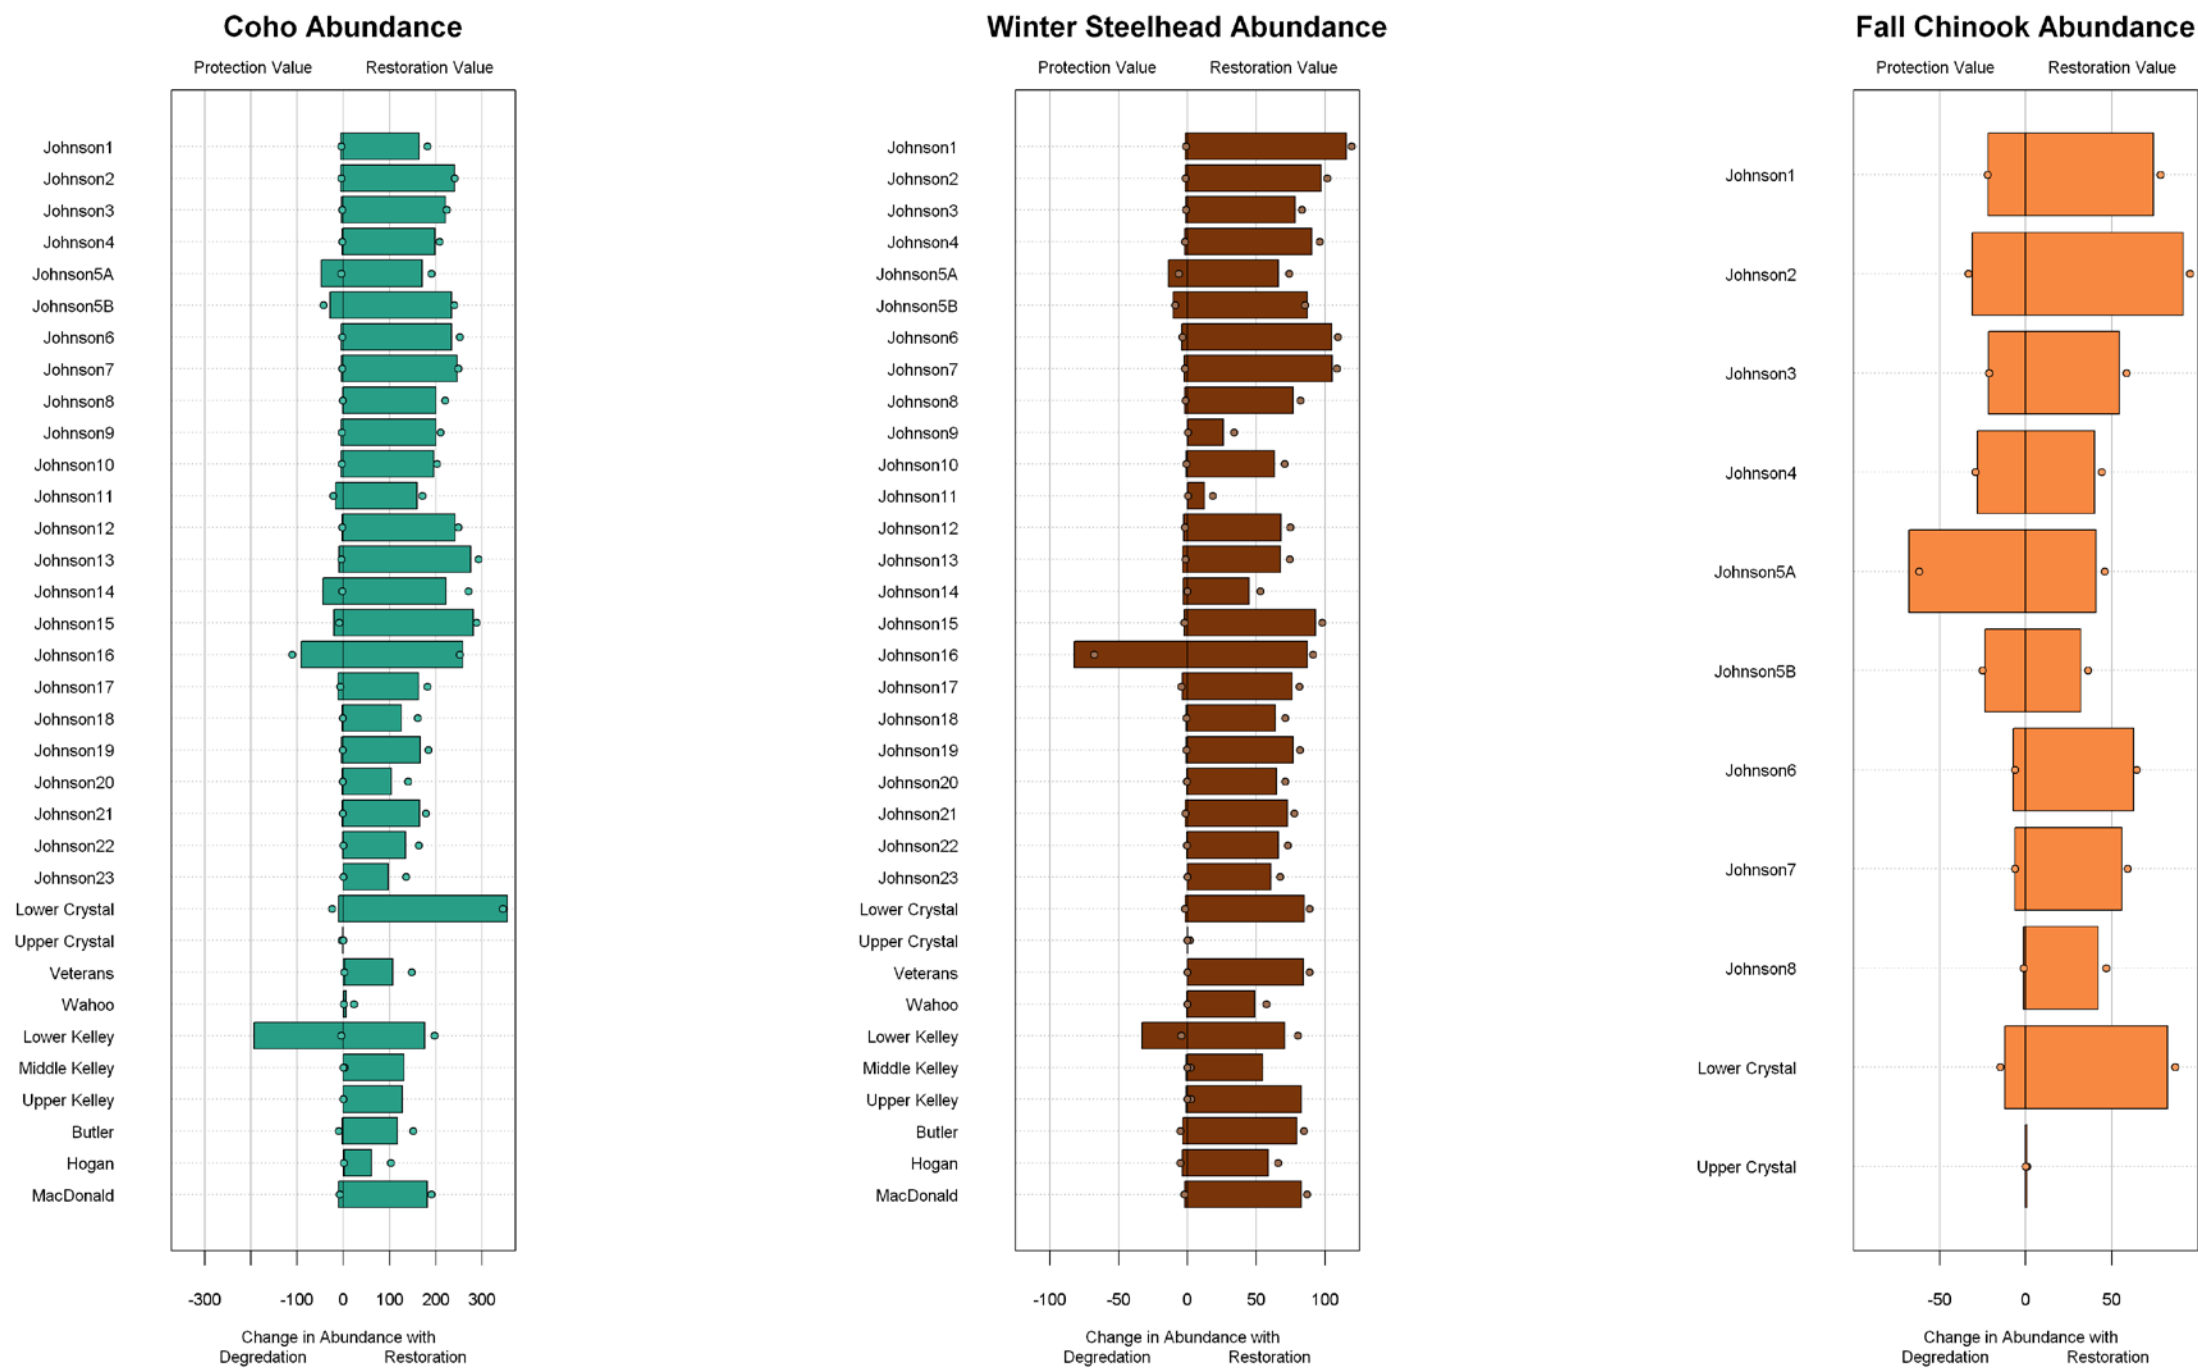 Coho Abundance
Protection Value Restoration Value
Johnson1
Johnson2
Johnson3
Johnson4
Johnson5A
Johnson5B
Johnson6
Johnson7
Johnson8
Johnson9
Johnson10
Johnson11
Johnson12
Johnson13
Johnson14
Johnson15
Johnson16
Johnson17
Johnson18
Johnson19
Johnson20
Johnson21
Johnson22
Johnson23
Lower Crystal
Upper Crystal
Veterans
Wahoo
Lower Kelley
Middle Kelley
Upper Kelley
Butler
Hogan
MacDonald
-300 -100 0 100 200 300
Change in Abundance with
Degredation Restoration
Winter Steelhead Abundance
Protection Value Restoration Value
Johnson1
Johnson2
Johnson3
Johnson4
Johnson5A
Johnson5B
Johnson6
Johnson7
Johnson8
Johnson9
Johnson10
Johnson11
Johnson12
Johnson13
Johnson14
Johnson15
Johnson16
Johnson17
Johnson18
Johnson19
Johnson20
Johnson21
Johnson22
Johnson23
Lower Crystal
Upper Crystal
Veterans
Wahoo
Lower Kelley
Middle Kelley
Upper Kelley
Butler
Hogan
MacDonald
-100 -50 0 50 100
Change in Abundance with
Degredation Restoration
Fall Chinook Abundance
Protection Value Restoration Value
Johnson1
Johnson2
Johnson3
Johnson4
Johnson5A
Johnson5B
Johnson6
Johnson7
Johnson8
Lower Crystal
Upper Crystal
-50 0 50
Change in Abundance with
Degredation Restoration